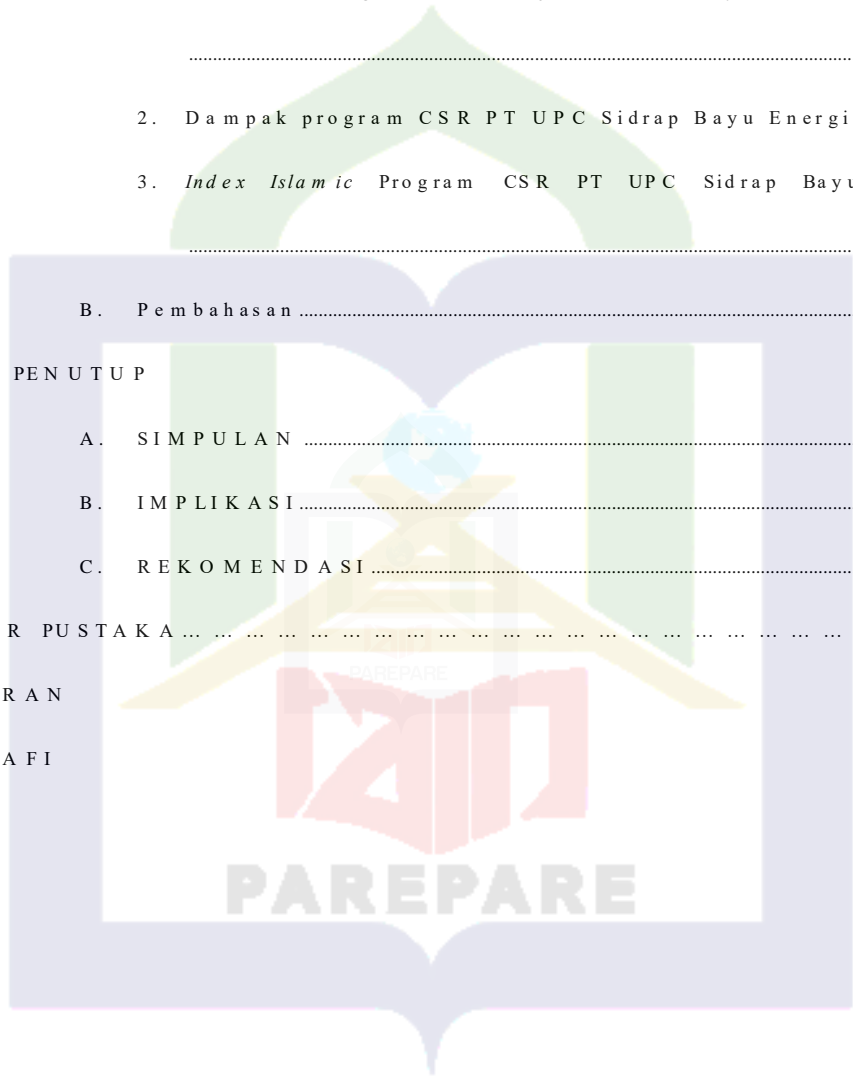 ................................................................
2. Dampak program CSR PT UPC Sidrap Bayu Energi
3. Index Islamic Program CSR PT UPC Sidrap Bayu
................................................................
B. Pembahasan ................................................................
PENUTUP
A. SIMPULAN ................................................................
B. IMPLIKASI ................................................................
C. REKOMENDASI ................................................................
R PUSTAKA … … … … … … … … … … … … … … … … … … … … …
PAREPARE
RAN
AFI
PAREPARE